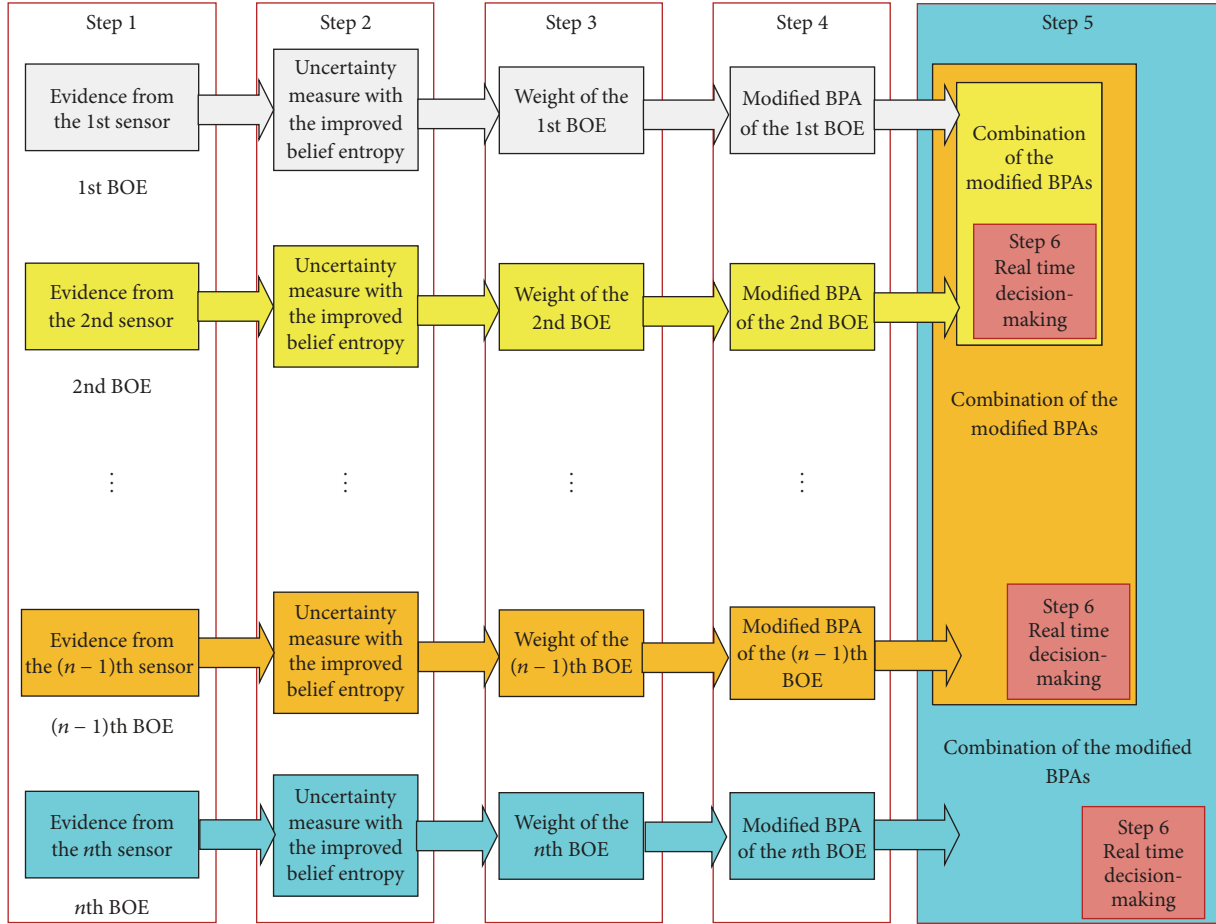 Step 1
Step 2
Step 3
Step 4
Step 5
Evidence from
the 1st sensor
1st BOE
Uncertainty
measure with
the improved
belief entropy
Weight of the
1st BOE
Modified BPA
of the 1st BOE
Combination
of the
modified BPAs
Step 6
Real time
decision-
making
Evidence from
the 2nd sensor
2nd BOE
Uncertainty
measure with
the improved
belief entropy
Weight of the
2nd BOE
Modified BPA
of the 2nd BOE
Combination of the
modified BPAs
⋮
⋮
⋮
⋮
Evidence from
the (n − 1)th sensor
(n − 1)th BOE
Uncertainty
measure with
the improved
belief entropy
Weight of the
(n − 1)th BOE
Modified BPA
of the (n − 1)th
BOE
Step 6
Real time
decision-
making
Combination of the modified
BPAs
Evidence from
the nth sensor
nth BOE
Uncertainty
measure with
the improved
belief entropy
Weight of the
nth BOE
Modified BPA
of the nth BOE
Step 6
Real time
decision-
making